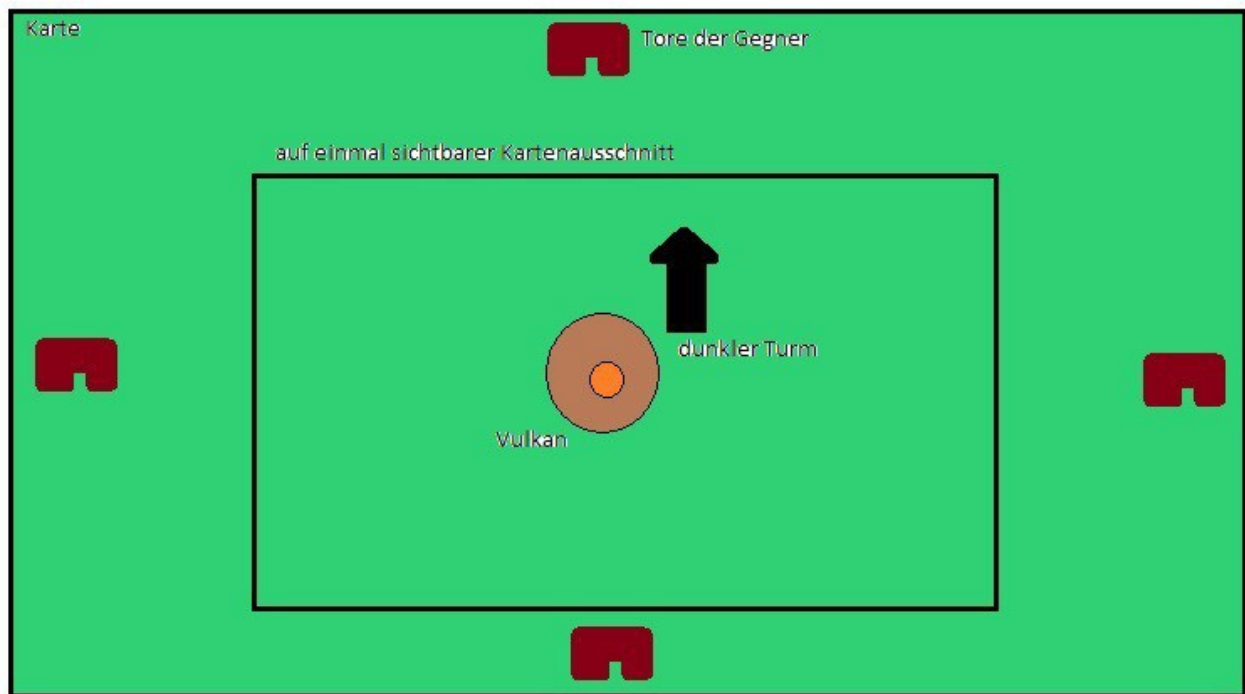 Karte
Tore der Gegner
auf einmal sichtbarer Kartenausschnitt
dunkler Turm
Vulkan